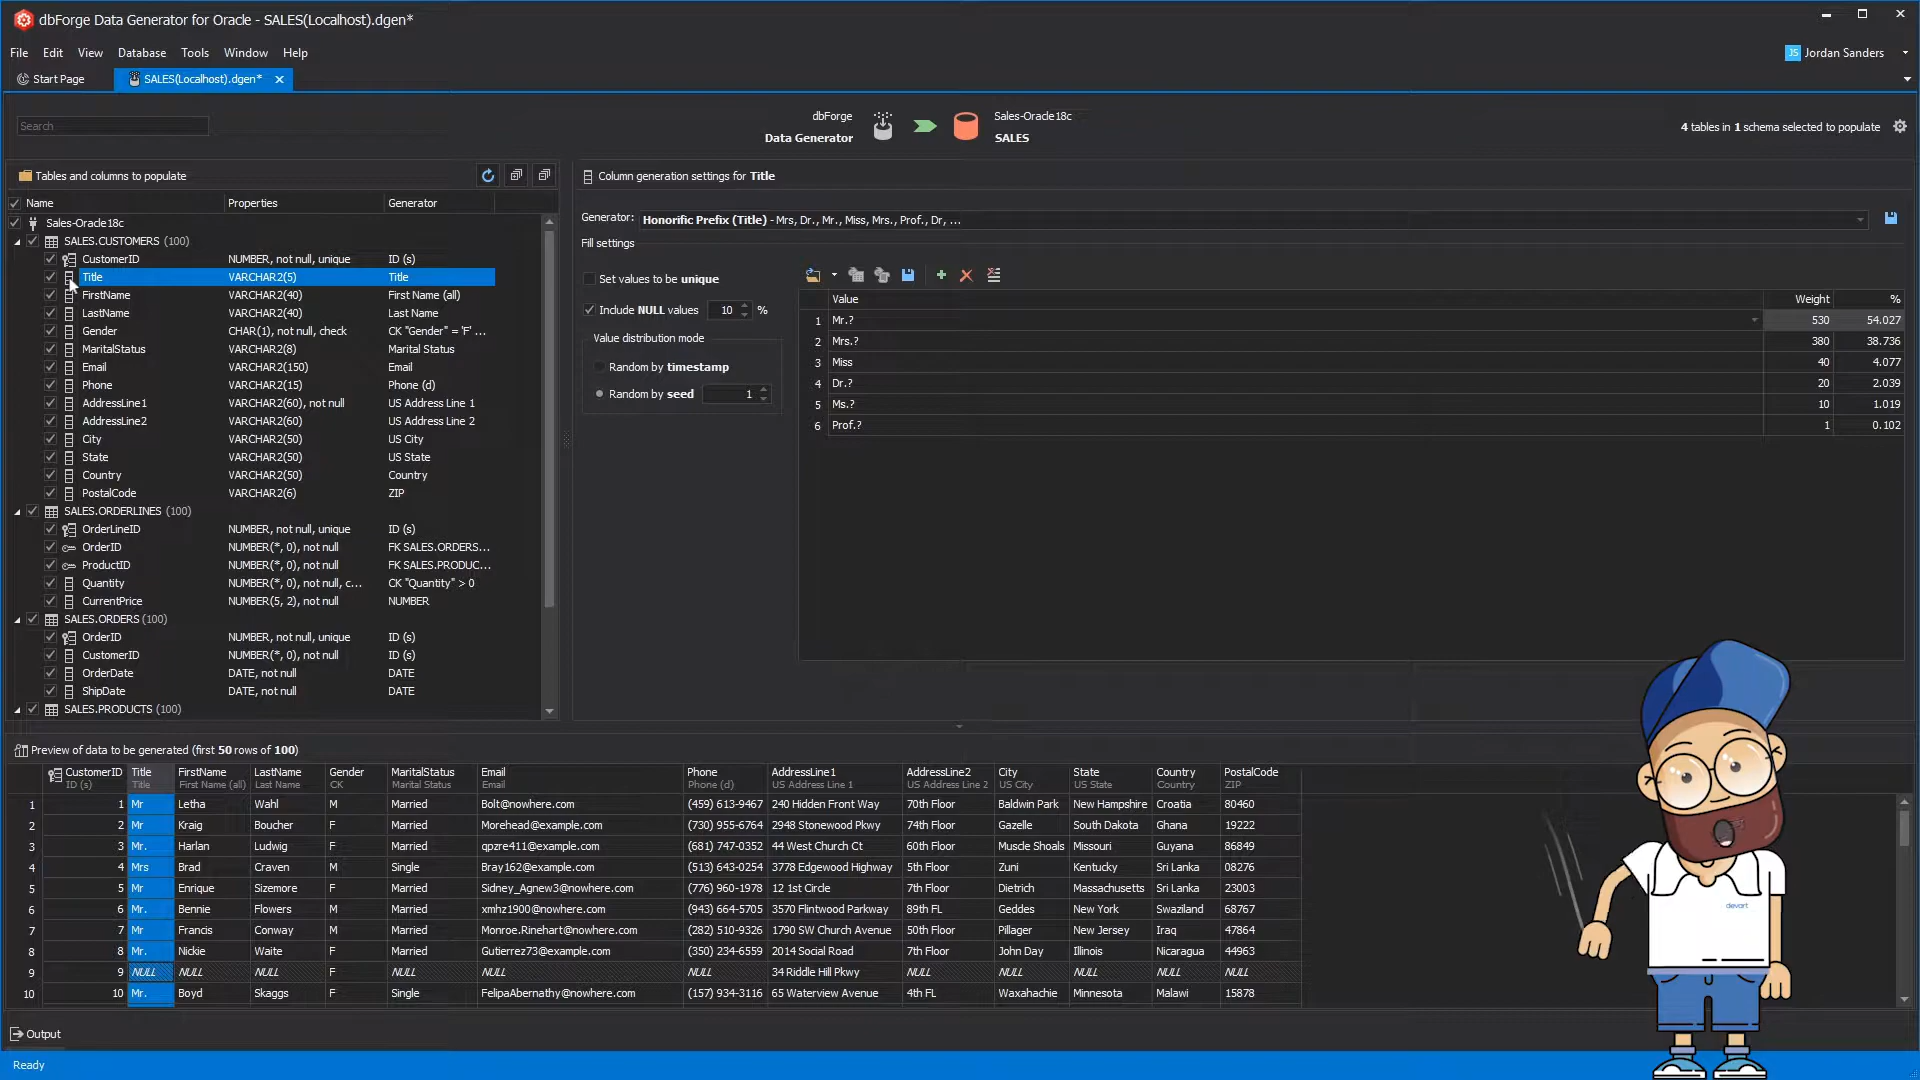 dbForge Data Generator for Oracle - SALES(Localhost).dgen*
File Edit View Database Tools Window Help
JS Jordan Sanders
Start Page SALES(Localhost).dgen*
Search
dbForge
Data Generator
Sales-Oracle18c
SALES
4 tables in 1 schema selected to populate
Tables and columns to populate
Name Properties Generator
Sales-Oracle18c
SALES.CUSTOMERS (100)
CustomerID NUMBER, not null, unique ID (s)
Title VARCHAR2(5) Title
FirstName VARCHAR2(40) First Name (all)
LastName VARCHAR2(40) Last Name
Gender CHAR(1), not null, check CK "Gender" = 'F' ...
MaritalStatus VARCHAR2(8) Marital Status
Email VARCHAR2(150) Email
Phone VARCHAR2(15) Phone (d)
AddressLine1 VARCHAR2(60), not null US Address Line 1
AddressLine2 VARCHAR2(60) US Address Line 2
City VARCHAR2(50) US City
State VARCHAR2(50) US State
Country VARCHAR2(50) Country
PostalCode VARCHAR2(6) ZIP
SALES.ORDERLINES (100)
OrderLineID NUMBER, not null, unique ID (s)
OrderID NUMBER(*, 0), not null FK SALES.ORDERS...
ProductID NUMBER(*, 0), not null FK SALES.PRODUC...
Quantity NUMBER(*, 0), not null, c... CK "Quantity" > 0
CurrentPrice NUMBER(5, 2), not null NUMBER
SALES.ORDERS (100)
OrderID NUMBER, not null, unique ID (s)
CustomerID NUMBER(*, 0), not null ID (s)
OrderDate DATE, not null DATE
ShipDate DATE, not null DATE
SALES.PRODUCTS (100)
Column generation settings for Title
Generator: Honorific Prefix (Title) - Mrs, Dr., Mr., Miss, Mrs., Prof., Dr, ...
Fill settings
Set values to be unique
Include NULL values 10 %
Value distribution mode
Random by timestamp
Random by seed 1
Value Weight %
1 Mr.? 530 54.027
2 Mrs.? 380 38.736
3 Miss 40 4.077
4 Dr.? 20 2.039
5 Ms.? 10 1.019
6 Prof.? 1 0.102
Preview of data to be generated (first 50 rows of 100)
CustomerID Title FirstName LastName Gender MaritalStatus Email Phone AddressLine1 AddressLine2 City State Country PostalCode
ID (s) Title First Name (all) Last Name CK Marital Status Email Phone (d) US Address Line 1 US Address Line 2 US City US State Country ZIP
1 1 Mr Letha Wahl M Married Bolt@nowhere.com (459) 613-9467 240 Hidden Front Way 70th Floor Baldwin Park New Hampshire Croatia 80460
2 2 Mr Kraig Boucher F Married Morehead@example.com (730) 955-6764 2948 Stonewood Pkwy 74th Floor Gazelle South Dakota Ghana 19222
3 3 Mr. Harlan Ludwig F Married qpzre411@example.com (681) 747-0352 44 West Church Ct 60th Floor Muscle Shoals Missouri Guyana 86849
4 4 Mrs Brad Craven M Single Bray162@example.com (513) 643-0254 3778 Edgewood Highway 5th Floor Zuni Kentucky Sri Lanka 08276
5 5 Mr Enrique Sizemore F Married Sidney_Agnew3@nowhere.com (776) 960-1978 12 1st Circle 7th Floor Dietrich Massachusetts Sri Lanka 23003
6 6 Mr. Bennie Flowers M Married xmhz1900@nowhere.com (943) 664-5705 3570 Flintwood Parkway 89th FL Geddes New York Swaziland 68767
7 7 Mr Francis Conway M Married Monroe.Rinehart@nowhere.com (282) 510-9326 1790 SW Church Avenue 50th Floor Pillager New Jersey Iraq 47864
8 8 Mr. Nickie Waite F Married Gutierrez73@example.com (350) 234-6559 2014 Social Road 7th Floor John Day Illinois Nicaragua 44963
9 9 NULL NULL NULL F NULL NULL NULL 34 Riddle Hill Pkwy NULL NULL NULL NULL NULL
10 10 Mr. Boyd Skaggs F Single FelipaAbernathy@nowhere.com (157) 934-3116 65 Waterview Avenue 4th FL Waxahachie Minnesota Malawi 15878
devart
Output
Ready